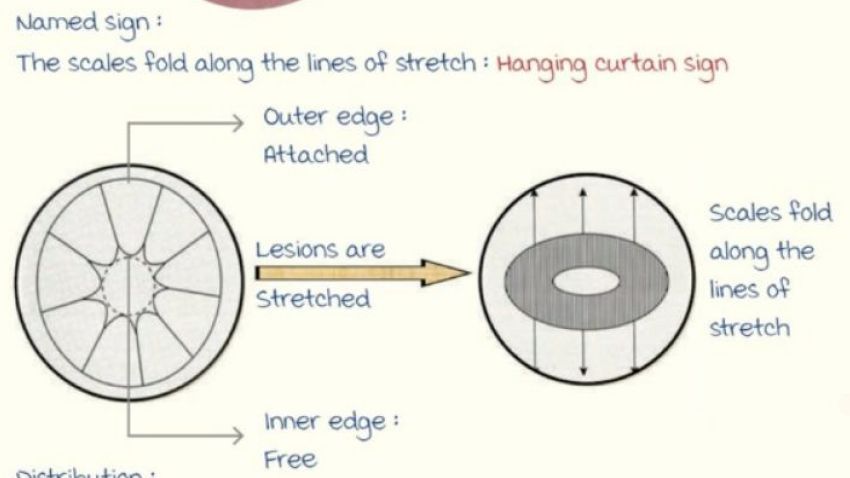 Named sign :
The scales fold along the lines of stretch : Hanging curtain sign
Outer edge :
Attached
Lesions are
Stretched
Scales fold
along the
lines of
stretch
Inner edge :
Free
Distribution :